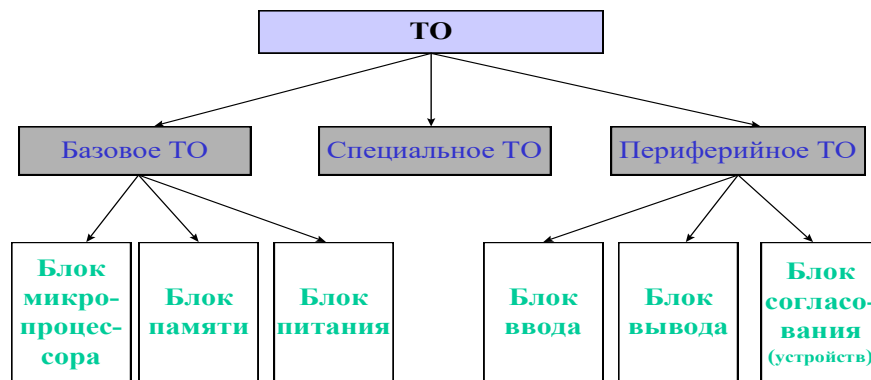 ТО
Базовое ТО
Специальное ТО
Периферийное ТО
Блок
микро-
процес-
сора
Блок
памяти
Блок
питания
Блок
ввода
Блок
вывода
Блок
согласо-
вания
(устройств)